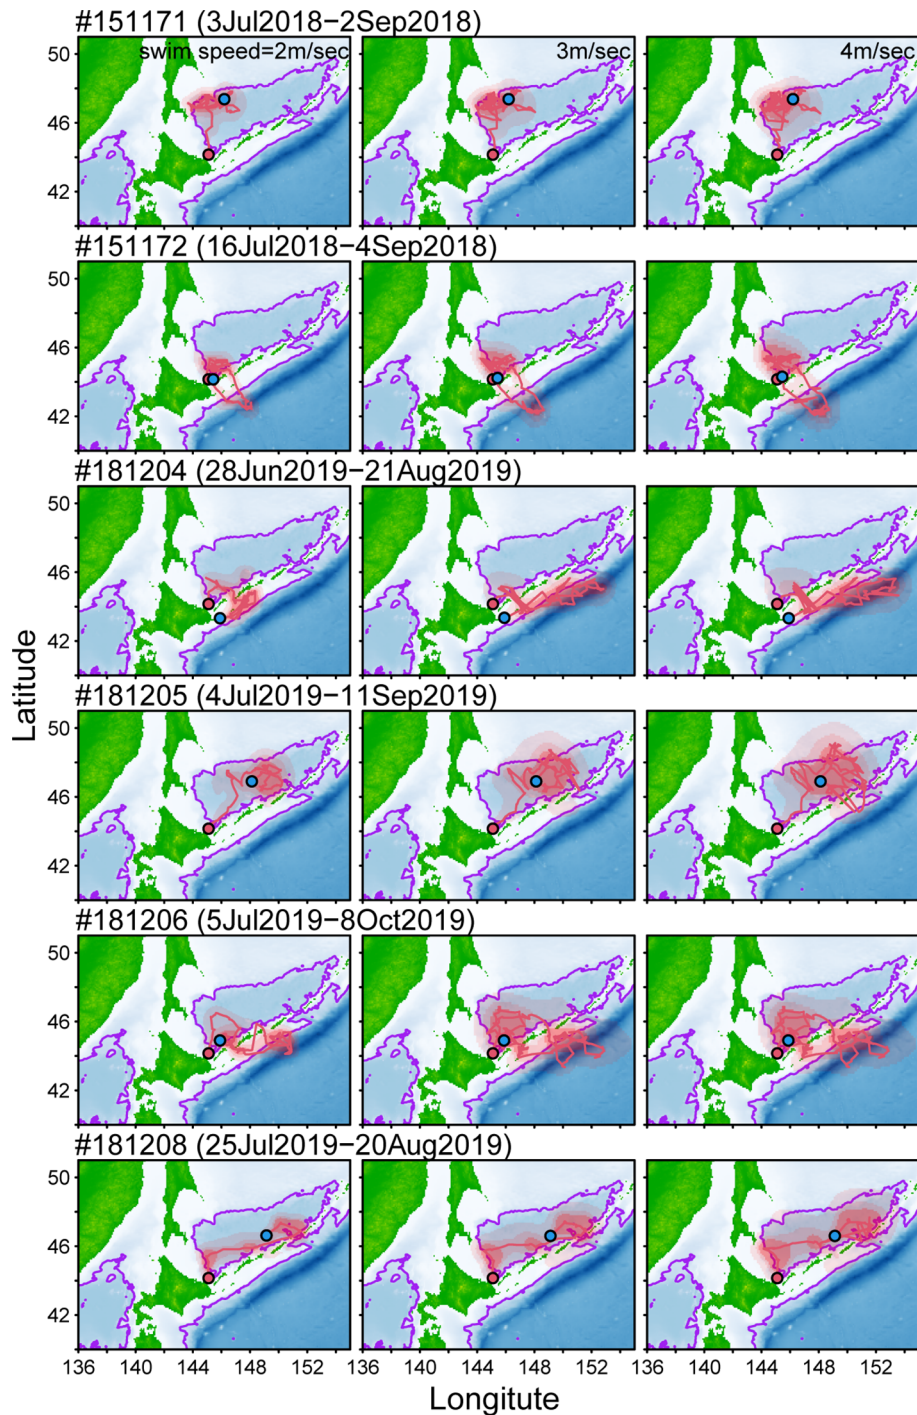 #151171 (3Jul2018−2Sep2018)
swim speed=2m/sec 3m/sec 4m/sec
50
46
42
#151172 (16Jul2018−4Sep2018)
50
46
42
#181204 (28Jun2019−21Aug2019)
50
46
42
#181205 (4Jul2019−11Sep2019)
50
46
42
#181206 (5Jul2019−8Oct2019)
50
46
42
#181208 (25Jul2019−20Aug2019)
50
46
42
136 140 144 148 152 136 140 144 148 152 136 140 144 148 152
Latitude
Longitute